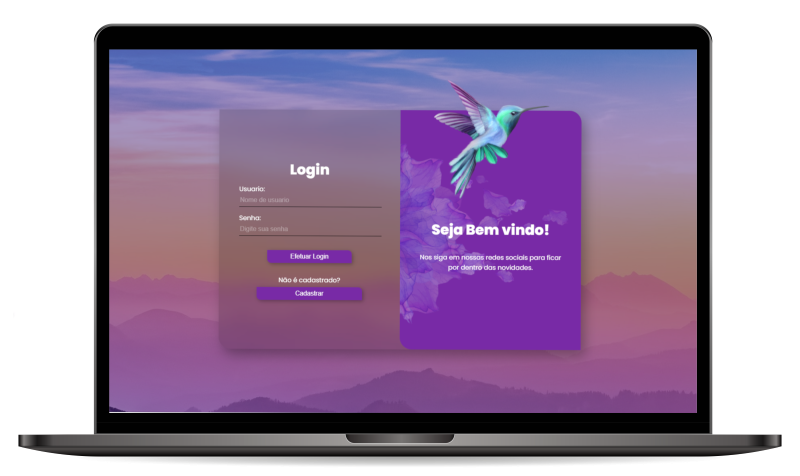 Login
Usuario:
Nome de usuario
Senha:
Digite sua senha
Efetuar Login
Não é cadastrado?
Cadastrar
Seja Bem vindo!
Nos siga em nossas redes sociais para ficar
por dentro das novidades.